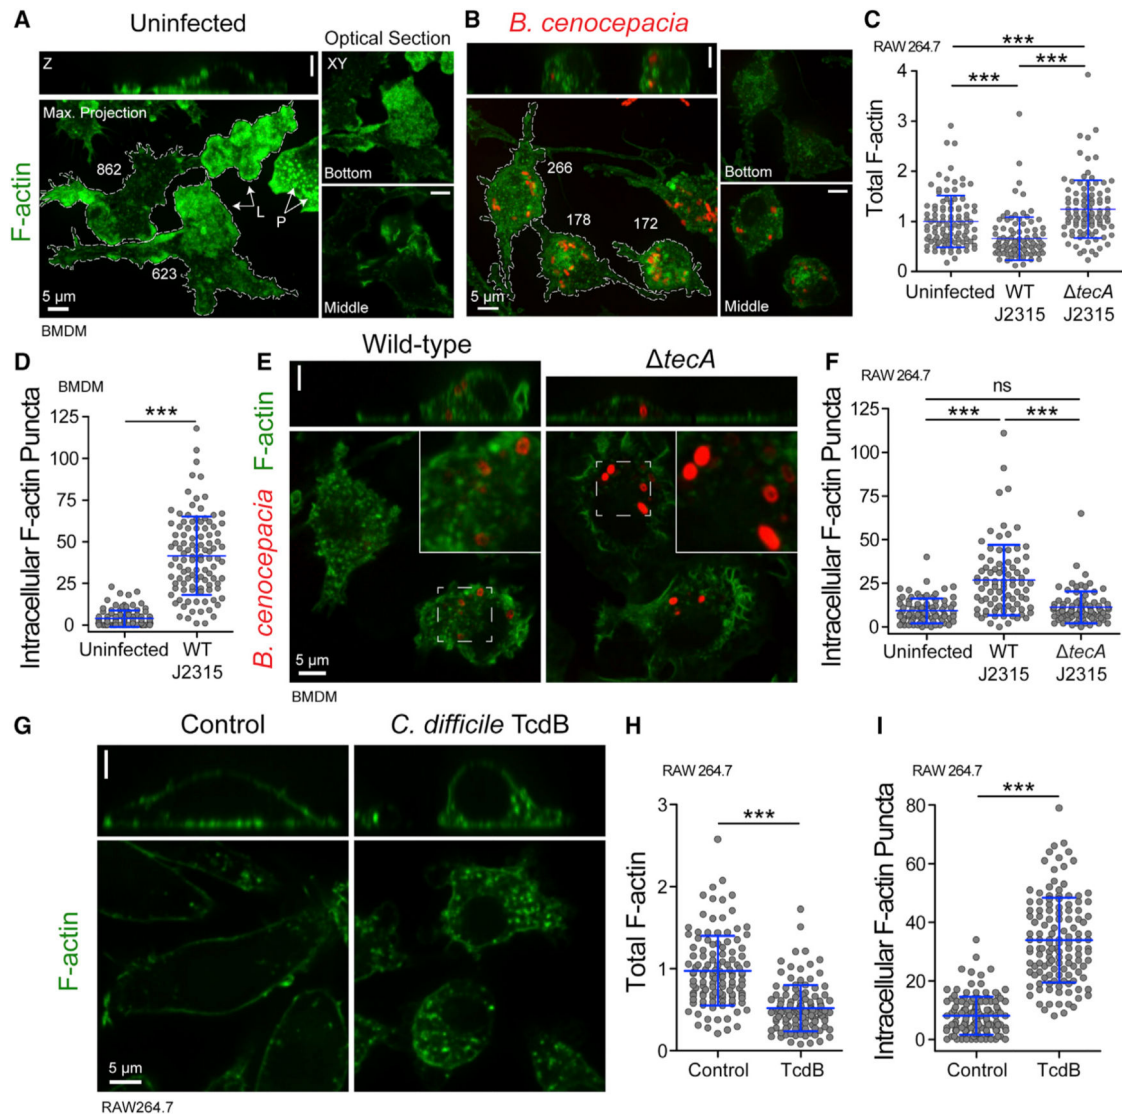 A
Uninfected
Z
Max. Projection
862
L
P
623
5 µm
BMDM
F-actin
Optical Section
XY
Bottom
Middle
B
B. cenocepacia
266
178
172
5 µm
Bottom
Middle
C
RAW 264.7
***
***
***
Total F-actin
4
3
2
1
0
Uninfected
WT
J2315
ΔtecA
J2315
D
BMDM
***
Intracellular F-actin Puncta
125
100
75
50
25
0
Uninfected
WT
J2315
E
Wild-type
ΔtecA
B. cenocepacia F-actin
5 µm
BMDM
F
RAW 264.7
ns
***
***
Intracellular F-actin Puncta
125
100
75
50
25
0
Uninfected
WT
J2315
ΔtecA
J2315
G
Control
C. difficile TcdB
F-actin
5 µm
RAW264.7
H
RAW 264.7
***
Total F-actin
3
2
1
0
Control
TcdB
I
RAW 264.7
***
Intracellular F-actin Puncta
80
60
40
20
0
Control
TcdB